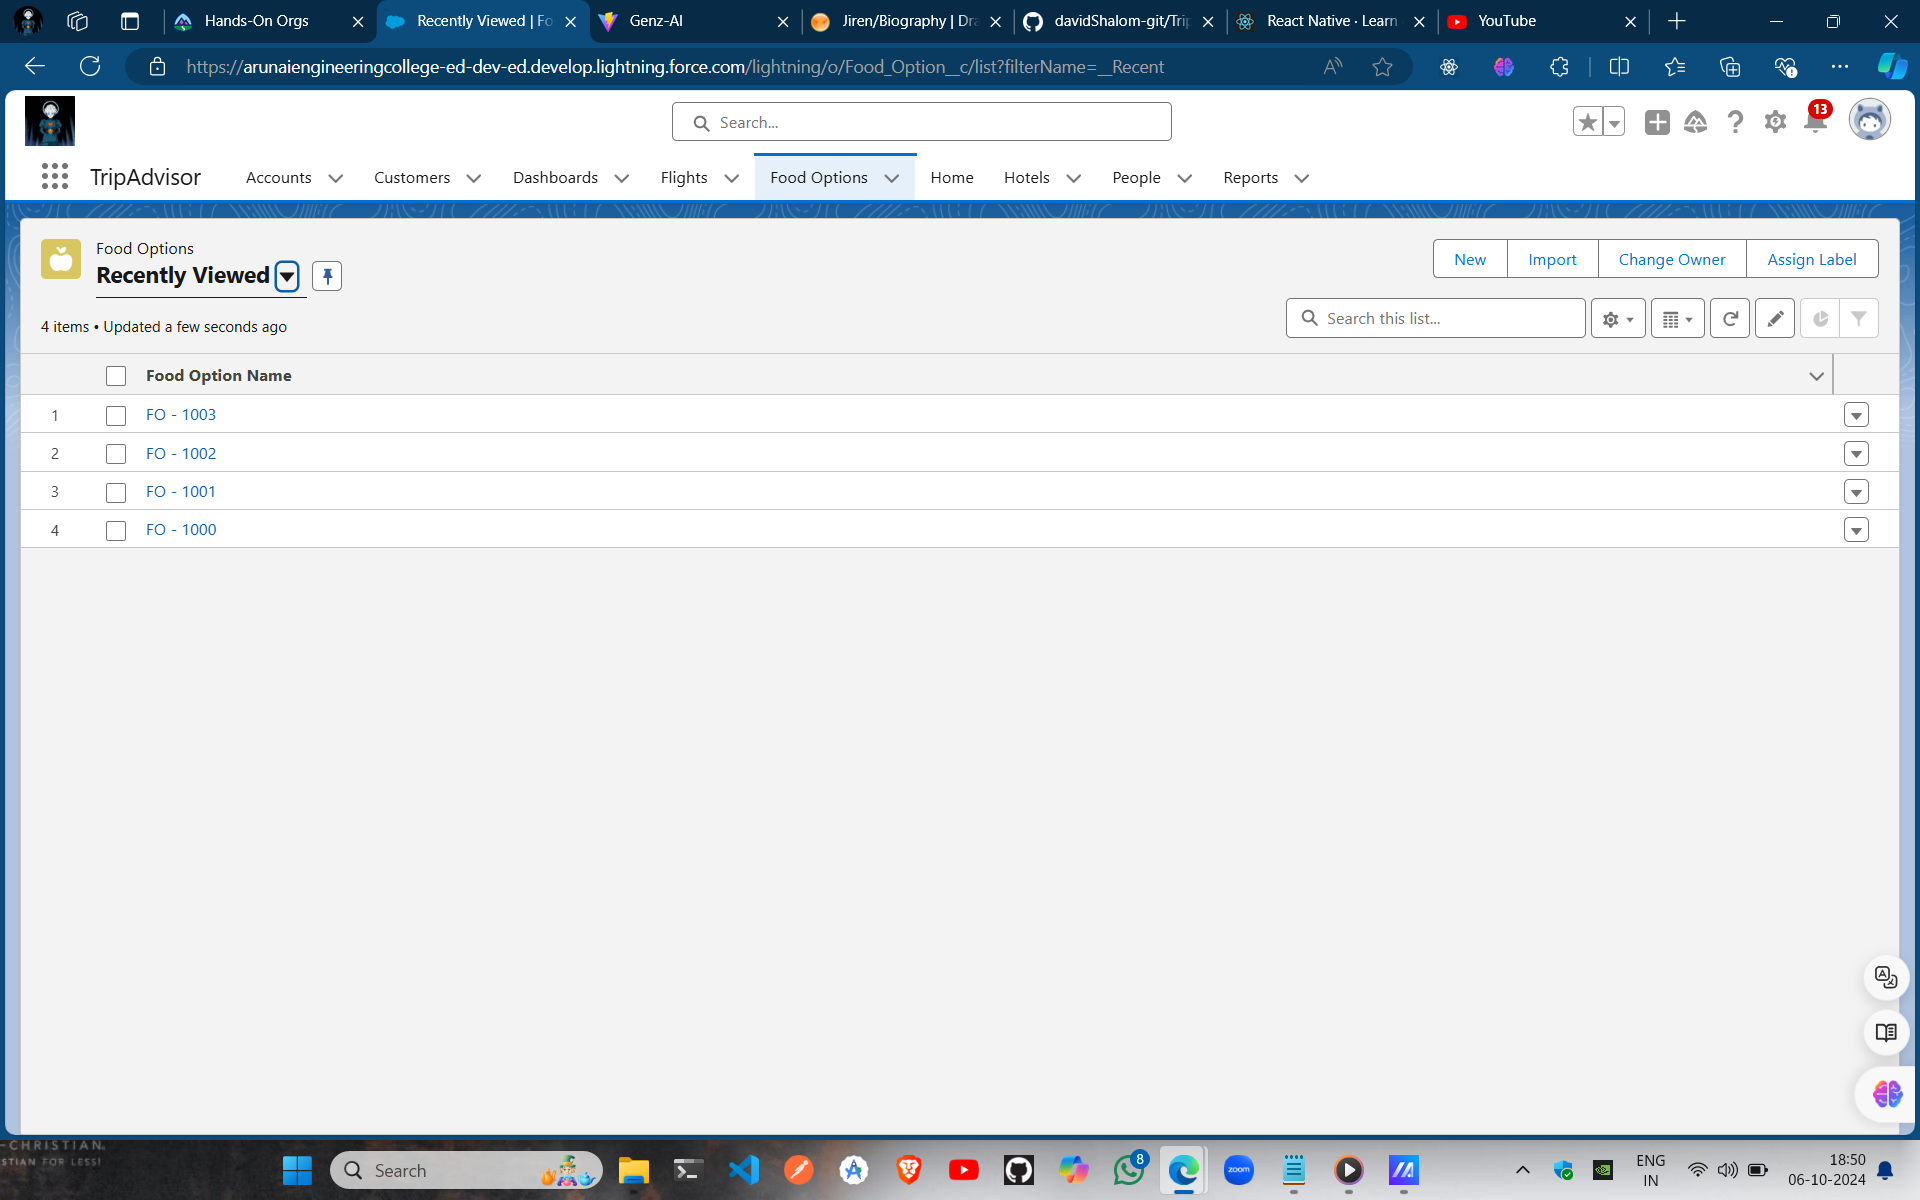 Hands-On Orgs
Recently Viewed | Fo
Genz-AI
Jiren/Biography | Dra
davidShalom-git/Trip
React Native · Learn
YouTube
https://arunaiengineeringcollege-ed-dev-ed.develop.lightning.force.com/lightning/o/Food_Option__c/list?filterName=__Recent
Search...
13
TripAdvisor
Accounts
Customers
Dashboards
Flights
Food Options
Home
Hotels
People
Reports
Food Options
Recently Viewed
New
Import
Change Owner
Assign Label
4 items • Updated a few seconds ago
Search this list...
Food Option Name
1 FO - 1003
2 FO - 1002
3 FO - 1001
4 FO - 1000
-CHRISTIAN.
STIAN FOR LESS!
Search
8
zoom
ENG
IN
18:50
06-10-2024